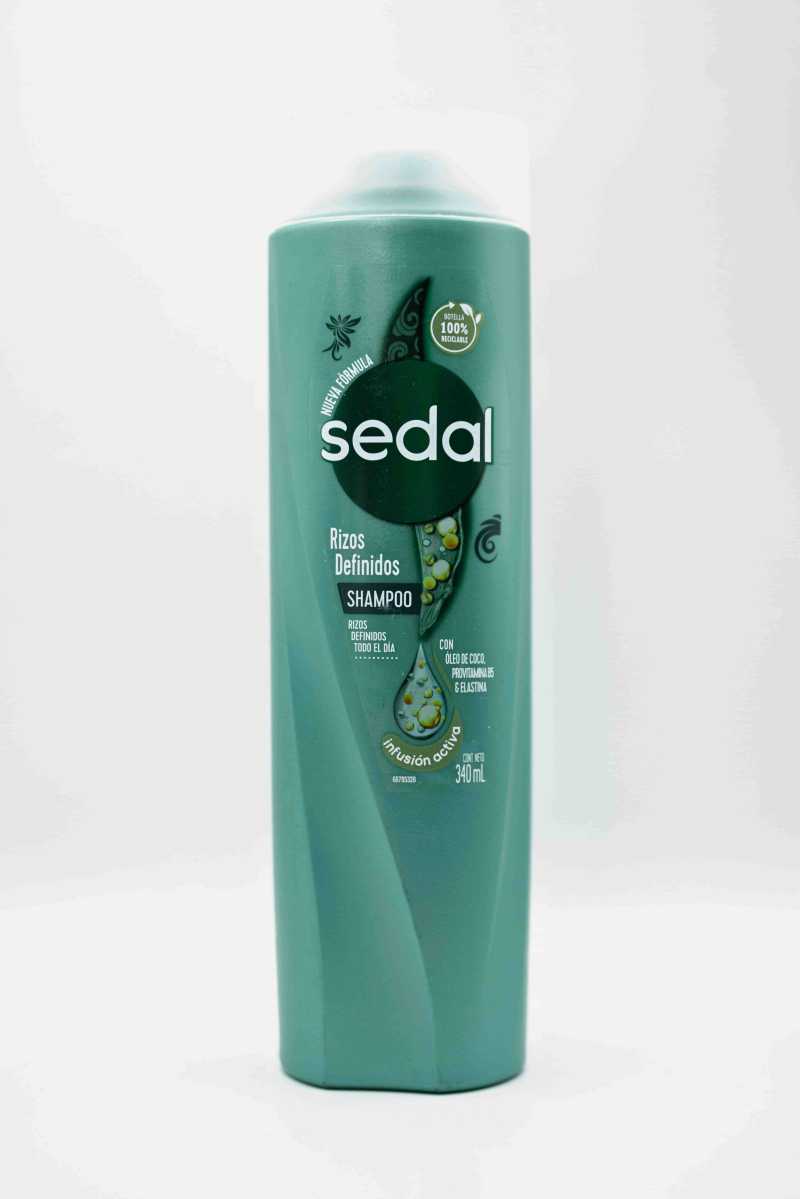 BOTELLA
100%
RECICLABLE
NUEVA FÓRMULA
sedal
Rizos
Definidos
SHAMPOO
RIZOS
DEFINIDOS
TODO EL DÍA
CON
ÓLEO DE COCO,
PROVITAMINA B5
& ELASTINA
infusión activa
CONT. NETO
340 mL
68795328